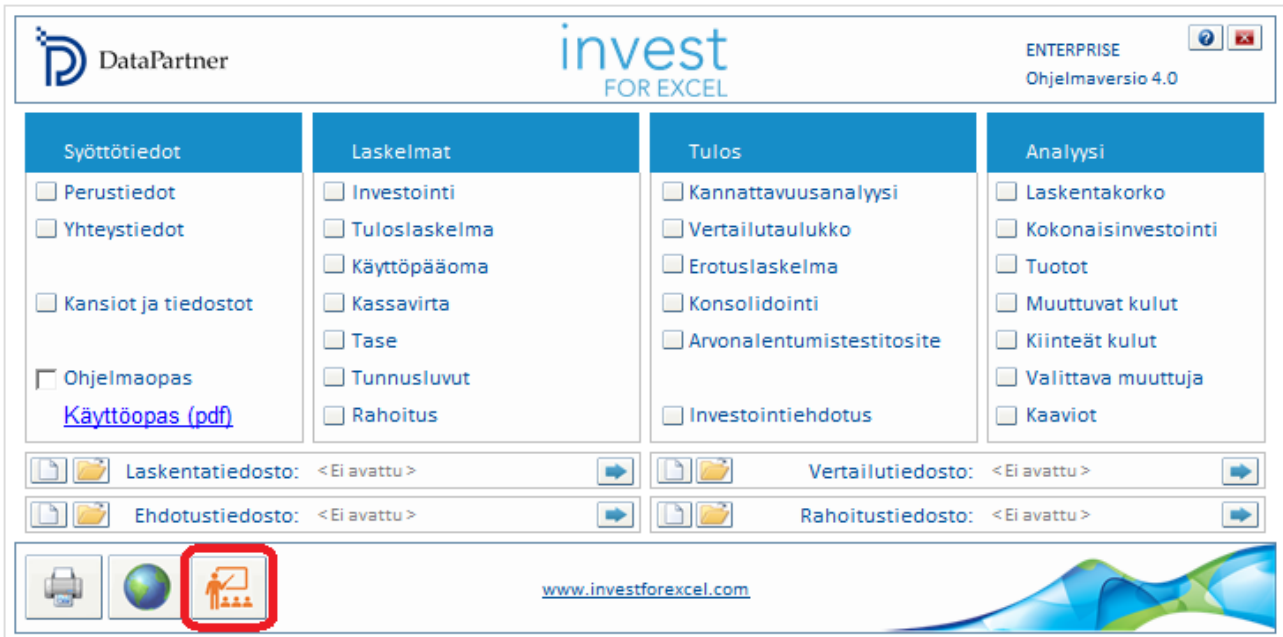 DataPartner
invest
FOR EXCEL
ENTERPRISE
Ohjelmaversio 4.0
Syöttötiedot
Perustiedot
Yhteystiedot
Kansiot ja tiedostot
Ohjelmaopas
Käyttöopas (pdf)
Laskelmat
Investointi
Tuloslaskelma
Käyttöpääoma
Kassavirta
Tase
Tunnusluvut
Rahoitus
Tulos
Kannattavuusanalyysi
Vertailutaulukko
Erotuslaskelma
Konsolidointi
Arvonalentumistestitosite
Investointiehdotus
Analyysi
Laskentakorko
Kokonaisinvestointi
Tuotot
Muuttuvat kulut
Kiinteät kulut
Valittava muuttuja
Kaaviot
Laskentatiedosto: <Ei avattu>
Vertailutiedosto: <Ei avattu>
Ehdotustiedosto: <Ei avattu>
Rahoitustiedosto: <Ei avattu>
www.investforexcel.com